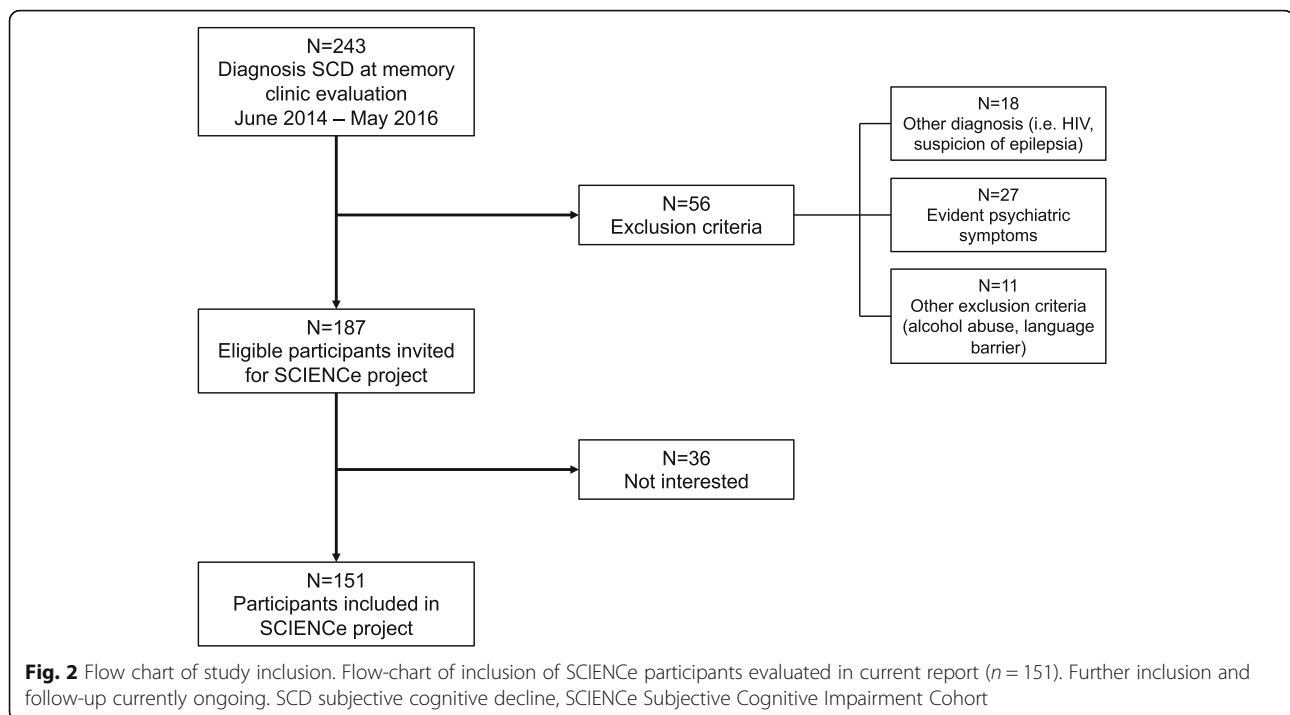 N=243
Diagnosis SCD at memory
clinic evaluation
June 2014 – May 2016
N=18
Other diagnosis (i.e. HIV,
suspicion of epilepsy)
N=56
Exclusion criteria
N=27
Evident psychiatric
symptoms
N=11
Other exclusion criteria
(alcohol abuse, language
barrier)
N=187
Eligible participants invited
for SCIENCe project
N=36
Not interested
N=151
Participants included in
SCIENCe project
Fig. 2 Flow chart of study inclusion. Flow-chart of inclusion of SCIENCe participants evaluated in current report (n = 151). Further inclusion and
follow-up currently ongoing. SCD subjective cognitive decline, SCIENCe Subjective Cognitive Impairment Cohort